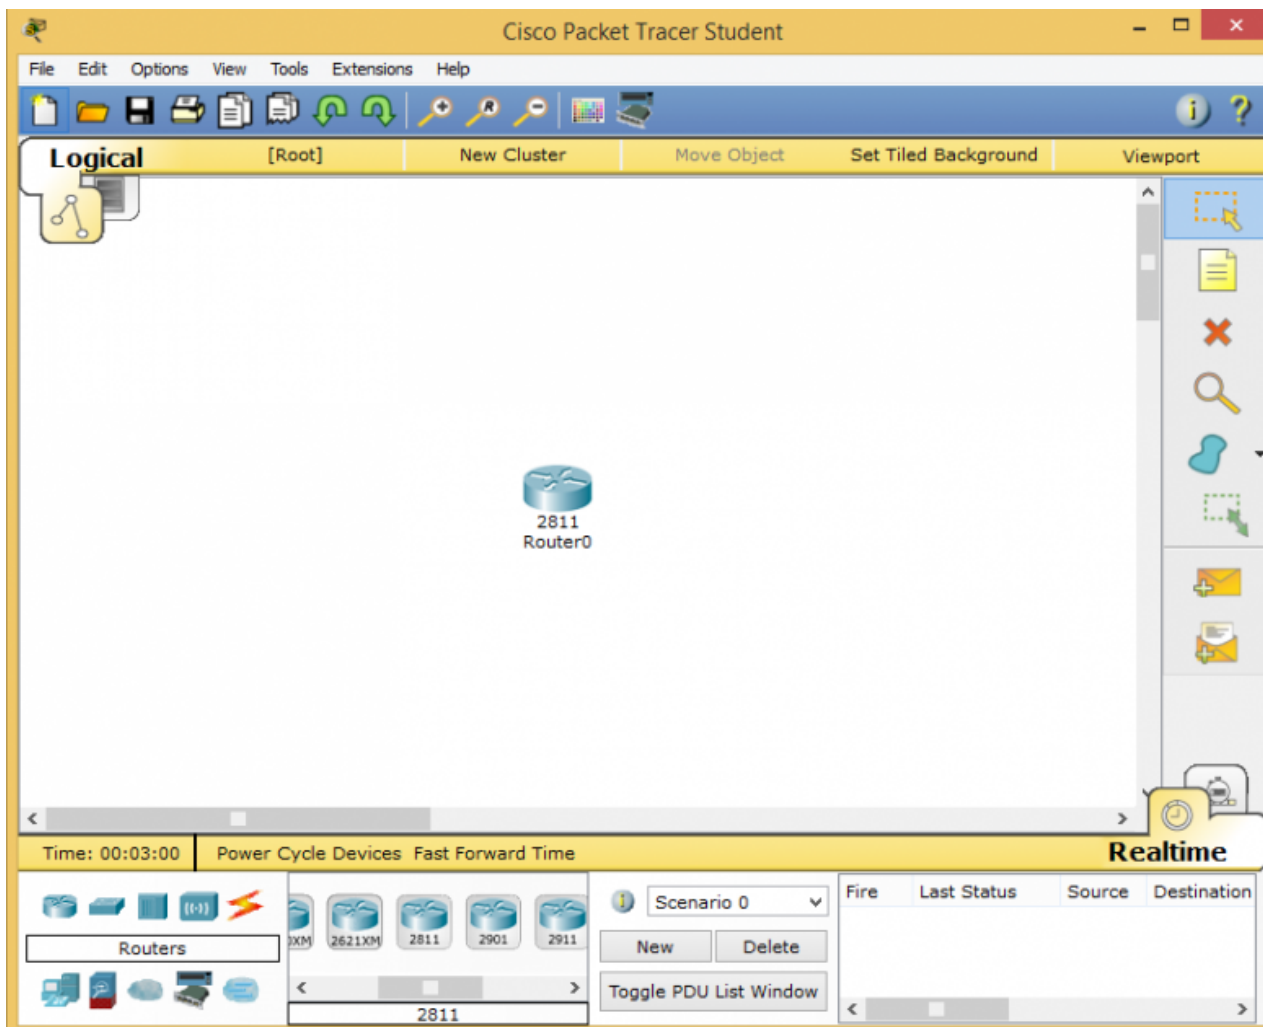 Cisco Packet Tracer Student
File Edit Options View Tools Extensions Help
Logical [Root] New Cluster Move Object Set Tiled Background Viewport
2811
Router0
Time: 00:03:00 Power Cycle Devices Fast Forward Time Realtime
Routers
0XM 2621XM 2811 2901 2911
2811
Scenario 0
New Delete
Toggle PDU List Window
Fire Last Status Source Destination